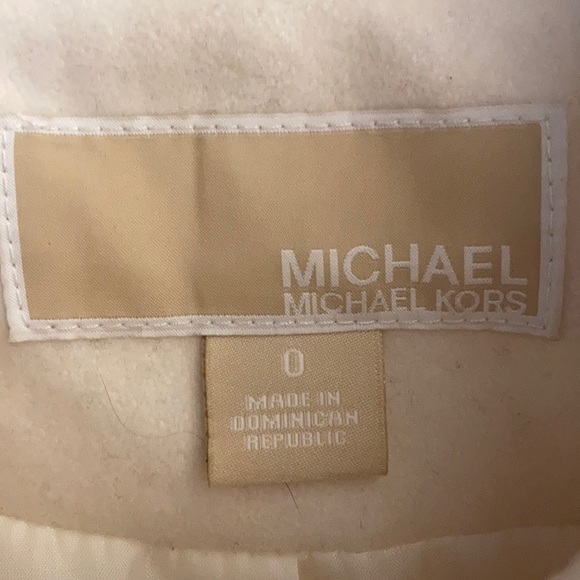 MICHAEL
MICHAEL KORS
0
MADE IN
DOMINICAN
REPUBLIC